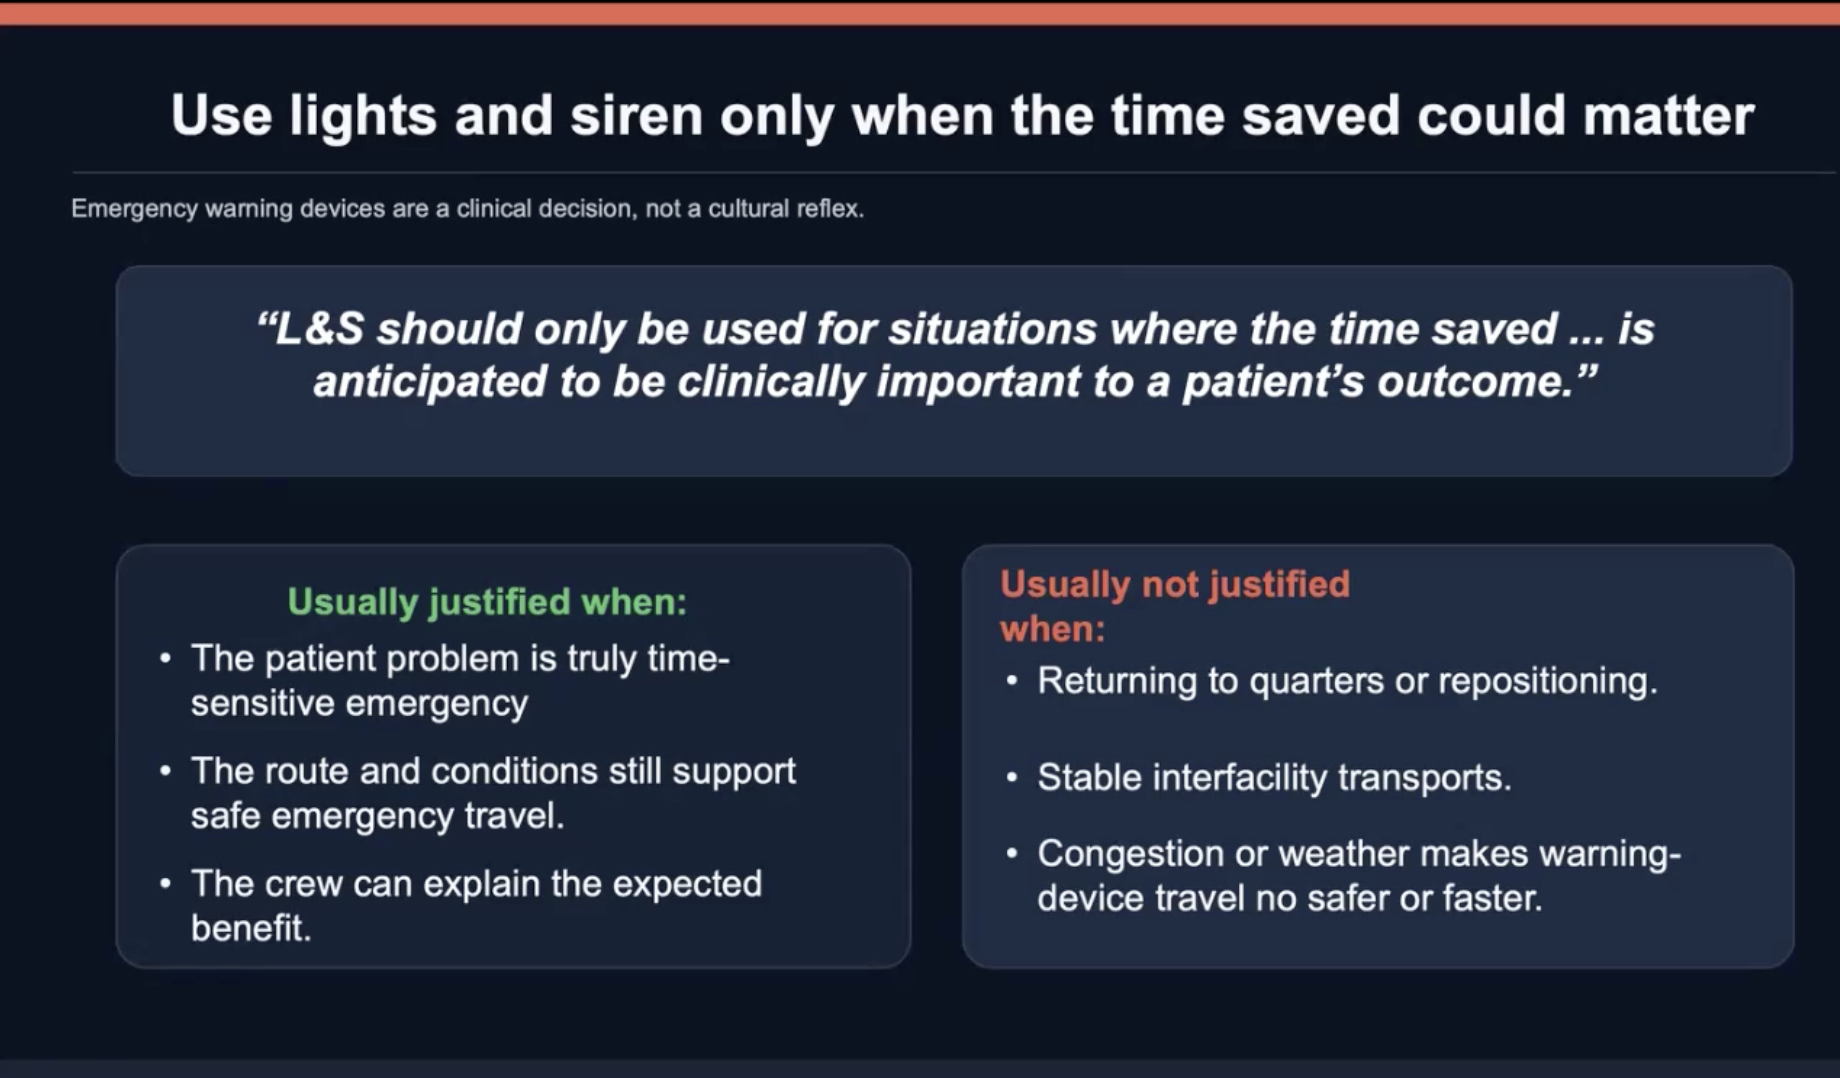 Use lights and siren only when the time saved could matter
Emergency warning devices are a clinical decision, not a cultural reflex.
“L&S should only be used for situations where the time saved ... is
anticipated to be clinically important to a patient’s outcome.”
Usually justified when:
• The patient problem is truly time-
sensitive emergency
• The route and conditions still support
safe emergency travel.
• The crew can explain the expected
benefit.
Usually not justified
when:
• Returning to quarters or repositioning.
• Stable interfacility transports.
• Congestion or weather makes warning-
device travel no safer or faster.